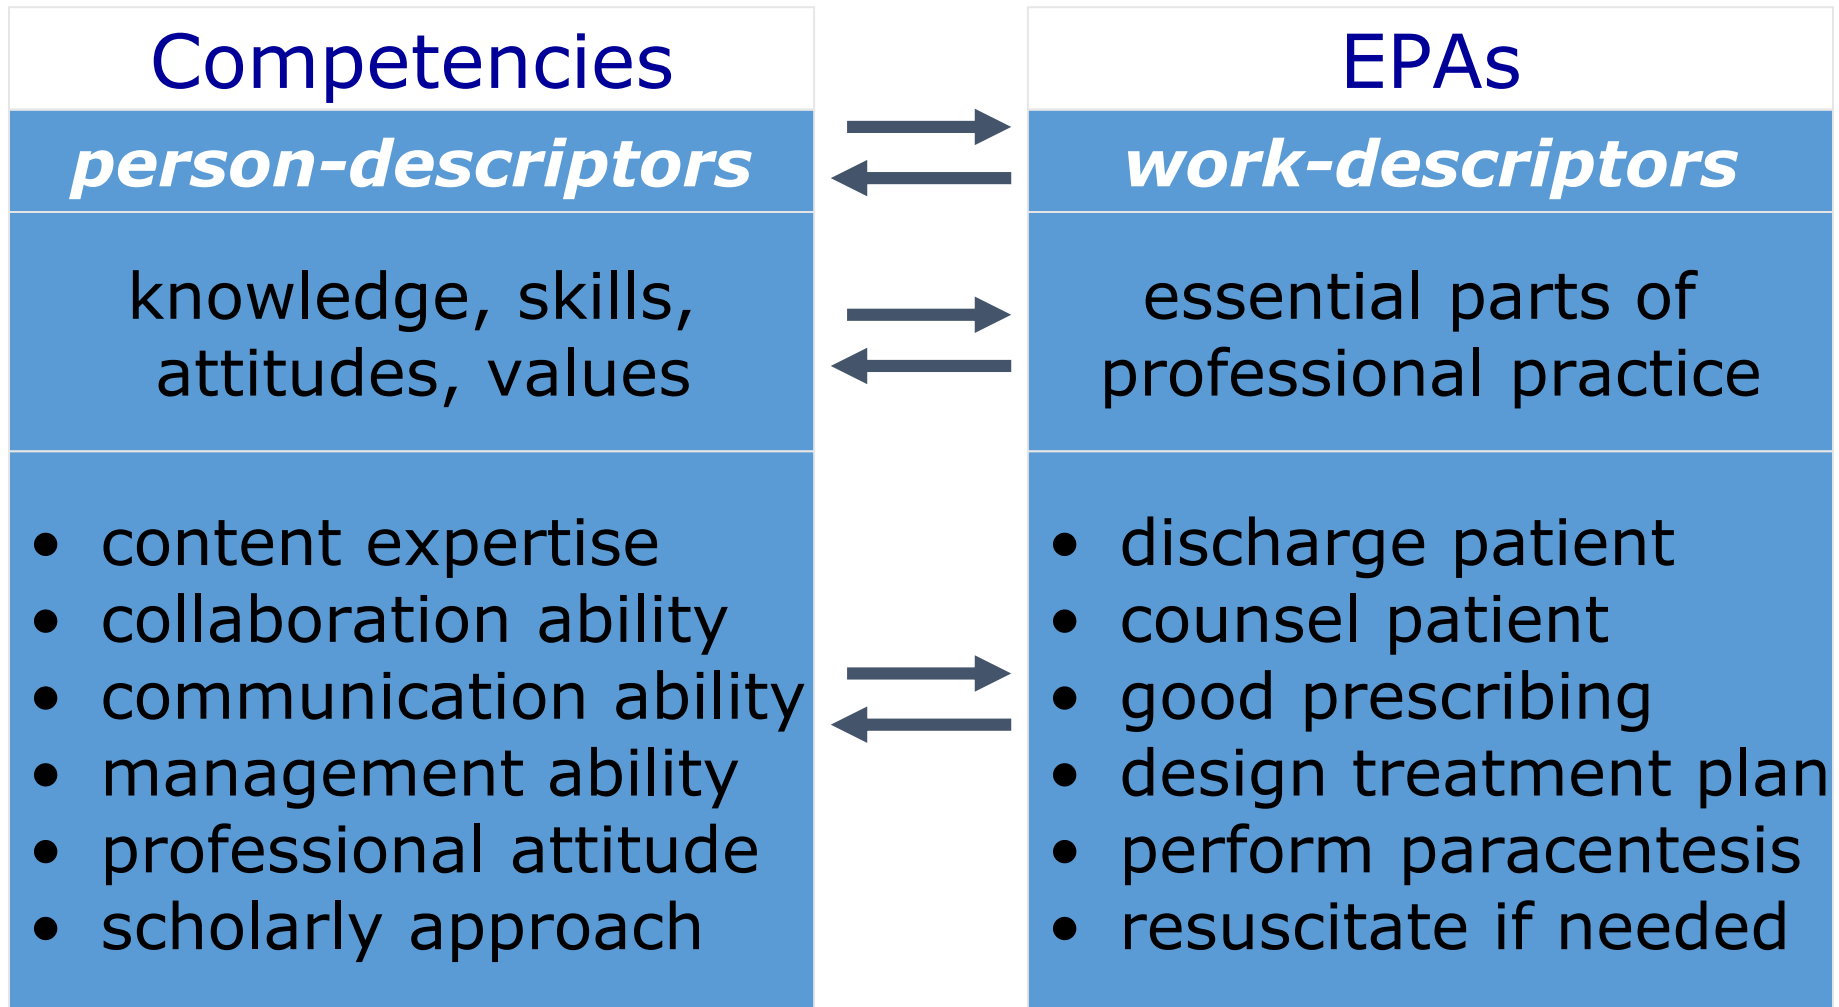 Competencies
person-descriptors
knowledge, skills,
attitudes, values
• content expertise
• collaboration ability
• communication ability
• management ability
• professional attitude
• scholarly approach
EPAs
work-descriptors
essential parts of
professional practice
• discharge patient
• counsel patient
• good prescribing
• design treatment plan
• perform paracentesis
• resuscitate if needed